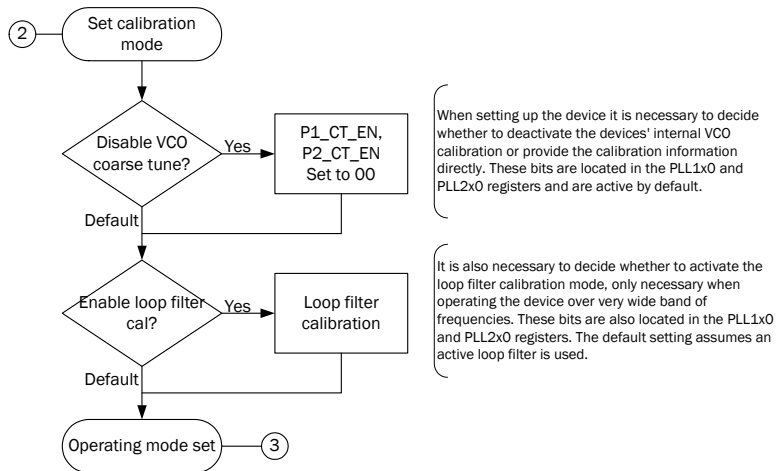 2
Set calibration
mode
Disable VCO
coarse tune?
Yes
P1_CT_EN,
P2_CT_EN
Set to 00
When setting up the device it is necessary to decide
whether to deactivate the devices' internal VCO
calibration or provide the calibration information
directly. These bits are located in the PLL1x0 and
PLL2x0 registers and are active by default.
Default
Enable loop filter
cal?
Yes
Loop filter
calibration
It is also necessary to decide whether to activate the
loop filter calibration mode, only necessary when
operating the device over very wide band of
frequencies. These bits are also located in the PLL1x0
and PLL2x0 registers. The default setting assumes an
active loop filter is used.
Default
Operating mode set
3